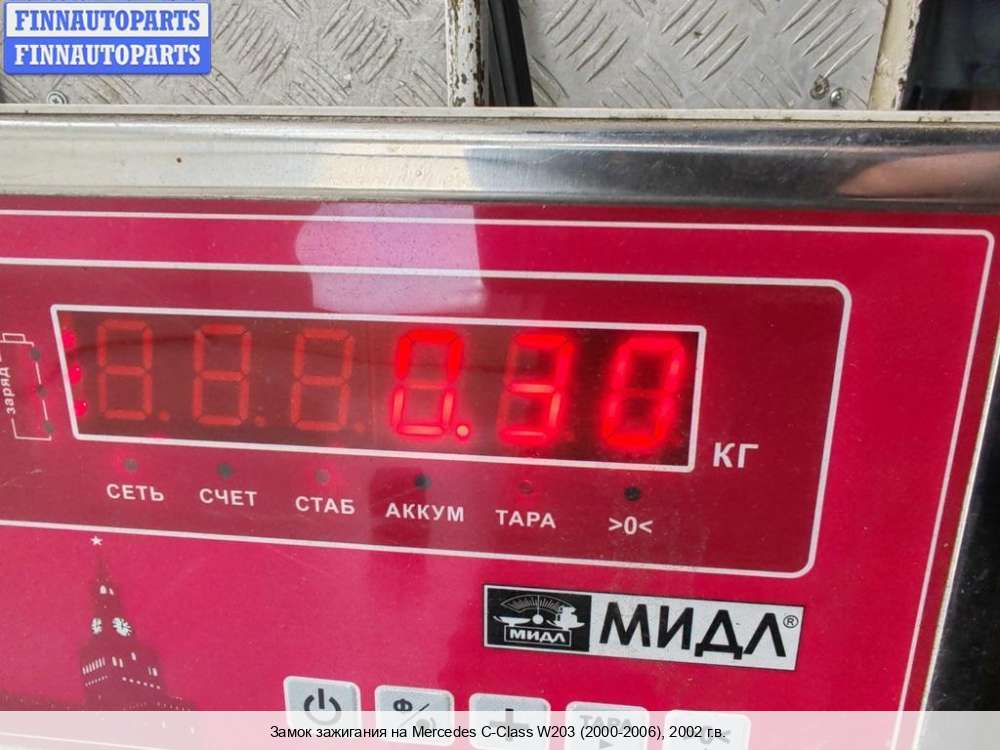 FINNAUTOPARTS
FINNAUTOPARTS
заряд
0.30
КГ
СЕТЬ СЧЕТ СТАБ АККУМ ТАРА >0<
МИДЛ МИДЛ®
ТАРА
Замок зажигания на Mercedes C-Class W203 (2000-2006), 2002 г.в.